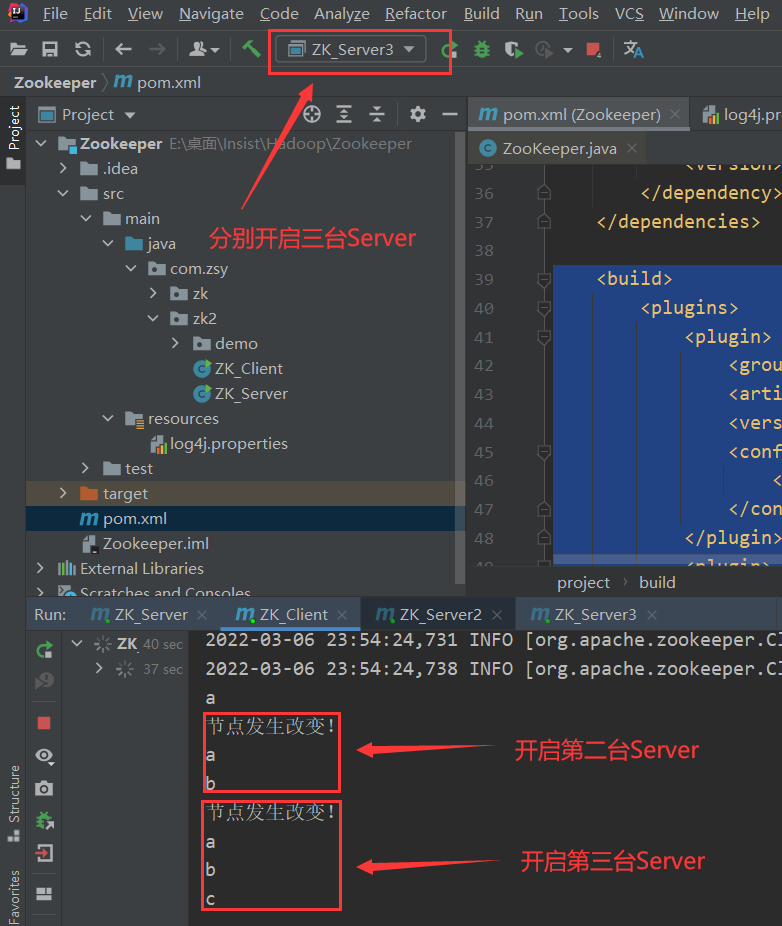 File Edit View Navigate Code Analyze Refactor Build Run Tools VCS Window Help
ZK_Server3
Zookeeper pom.xml
Project
Project
pom.xml (Zookeeper)
log4j.pr
Zookeeper E:\桌面\Insist\Hadoop\Zookeeper
ZooKeeper.java
.idea
src
main
java
com.zsy
zk
zk2
demo
ZK_Client
ZK_Server
resources
log4j.properties
test
target
pom.xml
Zookeeper.iml
External Libraries
Scratches and Consoles
分别开启三台Server
35 <version>
36 </dependency>
37 </dependencies>
38
39 <build>
40 <plugins>
41 <plugin>
42 <grou
43 <arti
44 <vers
45 <conf
46 <
47 </con
48 </plugin>
49 <plugin>
project build
Run: ZK_Server ZK_Client ZK_Server2 ZK_Server3
ZK_ 40 sec
37 sec
2022-03-06 23:54:24,731 INFO [org.apache.zookeeper.Cl
2022-03-06 23:54:24,738 INFO [org.apache.zookeeper.Cl
a
节点发生改变!
a
b
开启第二台Server
节点发生改变!
a
b
c
开启第三台Server
Structure
Favorites